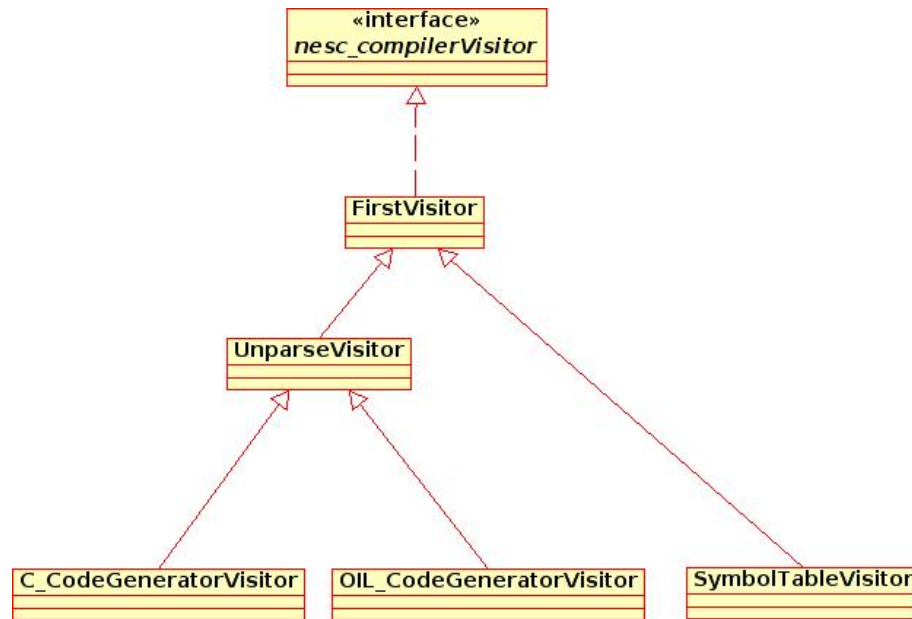 «interface»
nesc_compilerVisitor
FirstVisitor
UnparseVisitor
C_CodeGeneratorVisitor
OIL_CodeGeneratorVisitor
SymbolTableVisitor